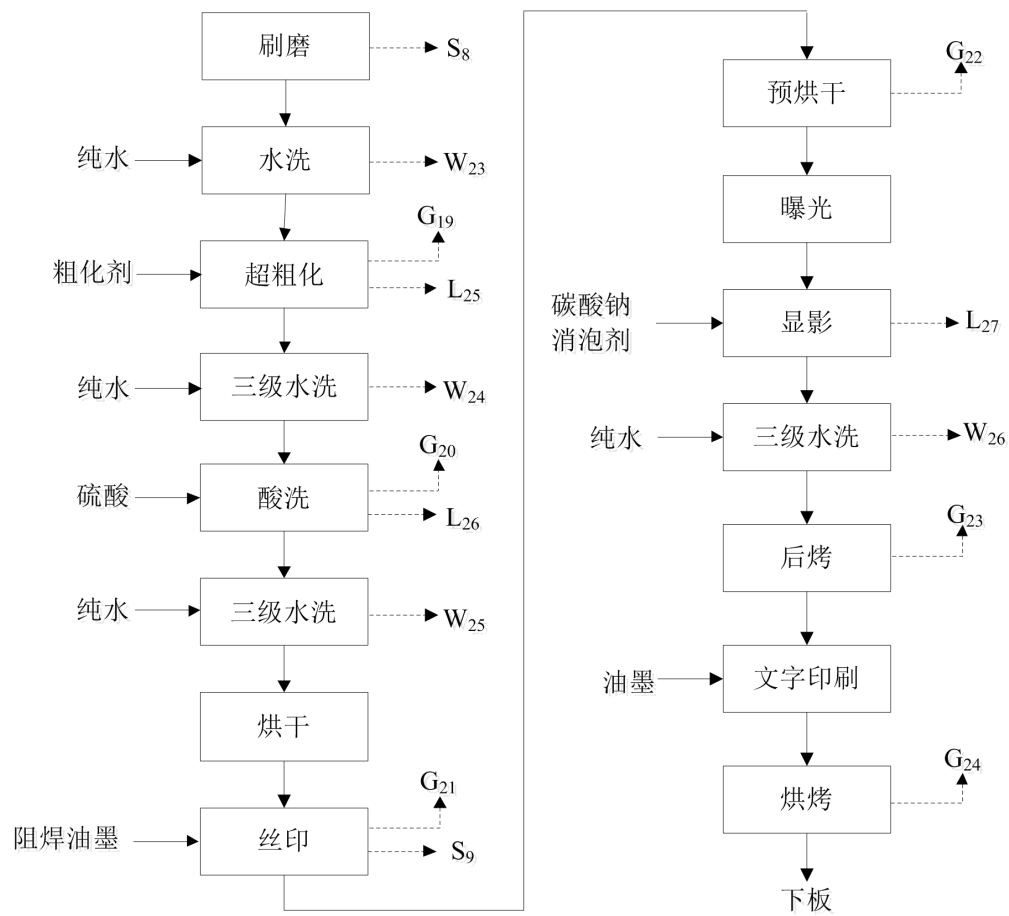 刷磨
S8
纯水
水洗
W23
G19
粗化剂
超粗化
L25
纯水
三级水洗
W24
G20
硫酸
酸洗
L26
纯水
三级水洗
W25
烘干
G21
阻焊油墨
丝印
S9
G22
预烘干
曝光
碳酸钠
消泡剂
显影
L27
纯水
三级水洗
W26
G23
后烤
油墨
文字印刷
G24
烘烤
下板